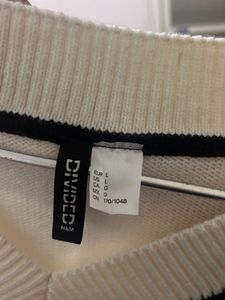 DIVIDED
H&M
EUR L
US L
CA G
MX G
CN 170/104B